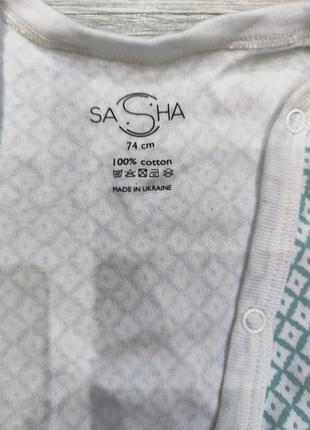 SASHA
74 cm
100% cotton
MADE IN UKRAINE